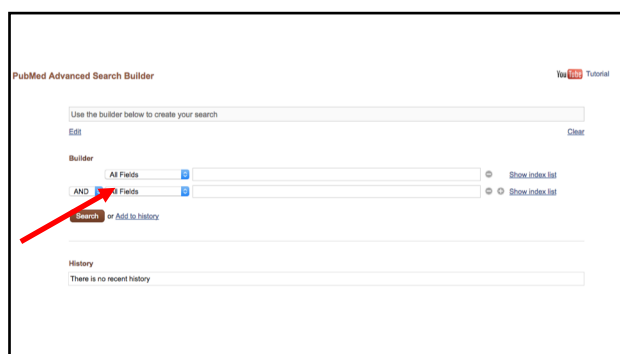 PubMed Advanced Search Builder
You Tube Tutorial
Use the builder below to create your search
Edit Clear
Builder
All Fields Show index list
AND All Fields Show index list
Search or Add to history
History
There is no recent history